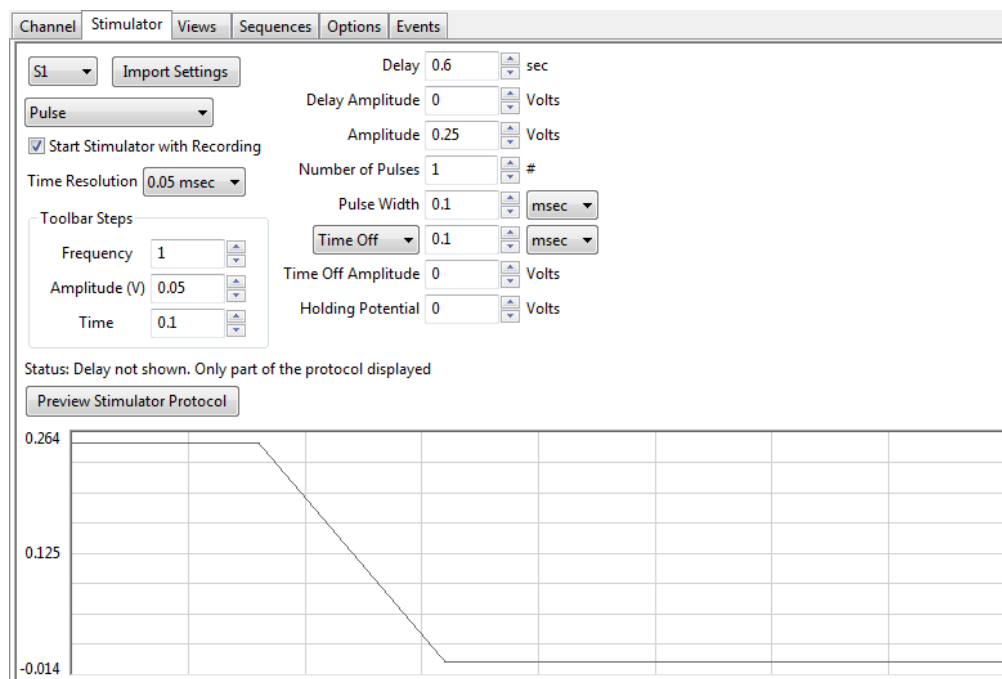 Channel Stimulator Views Sequences Options Events
S1 Import Settings
Pulse
Start Stimulator with Recording
Time Resolution 0.05 msec
Toolbar Steps
Frequency 1
Amplitude (V) 0.05
Time 0.1
Delay 0.6 sec
Delay Amplitude 0 Volts
Amplitude 0.25 Volts
Number of Pulses 1 #
Pulse Width 0.1 msec
Time Off 0.1 msec
Time Off Amplitude 0 Volts
Holding Potential 0 Volts
Status: Delay not shown. Only part of the protocol displayed
Preview Stimulator Protocol
0.264
0.125
-0.014